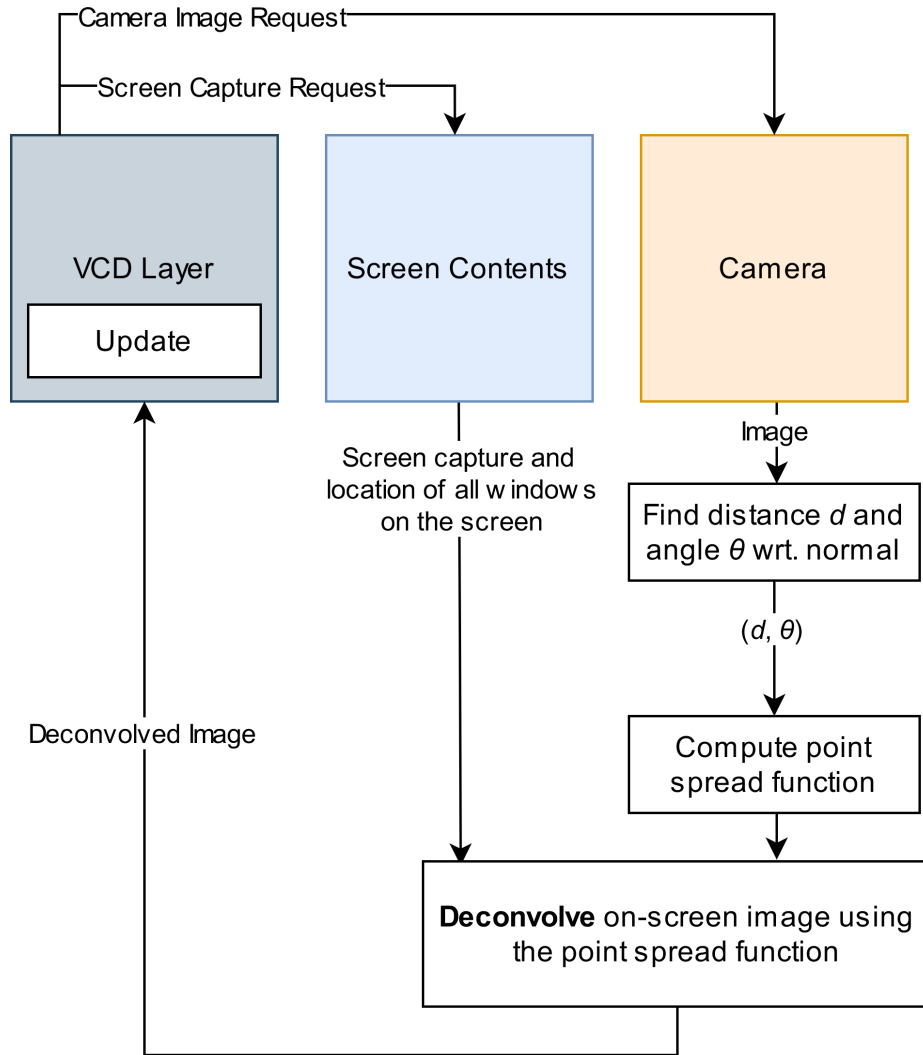 Camera Image Request
Screen Capture Request
VCD Layer
Update
Screen Contents
Camera
Screen capture and
location of all windows
on the screen
Image
Find distance d and
angle θ wrt. normal
(d, θ)
Deconvolved Image
Compute point
spread function
Deconvolve on-screen image using
the point spread function